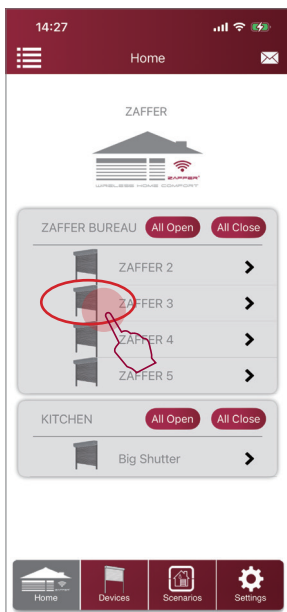 14:27
Home
ZAFFER
ZAFFER®
WIRELESS HOME COMFORT
ZAFFER BUREAU All Open All Close
ZAFFER 2
ZAFFER 3
ZAFFER 4
ZAFFER 5
KITCHEN All Open All Close
Big Shutter
Home Devices Scenarios Settings